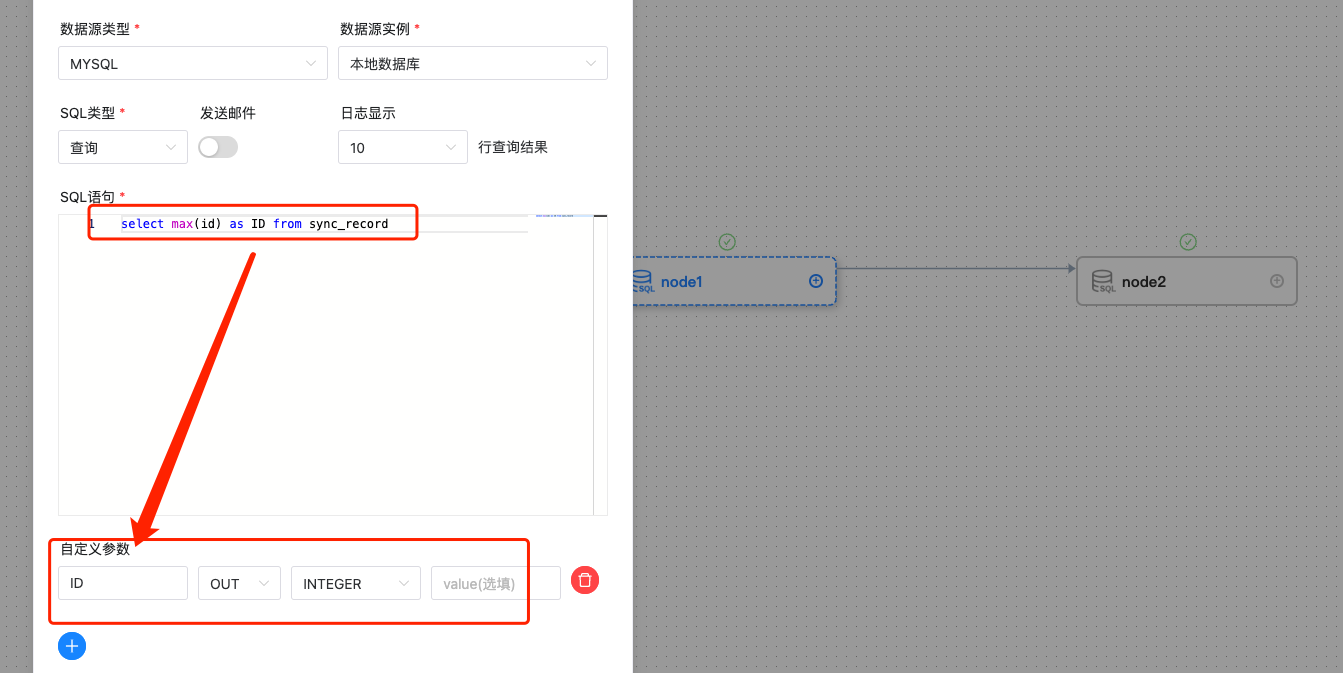 数据源类型 *
数据源实例 *
MYSQL
本地数据库
SQL类型 *
发送邮件
日志显示
查询
10
行查询结果
SQL语句 *
1 select max(id) as ID from sync_record
SQL node1
SQL node2
自定义参数
ID
OUT
INTEGER
value(选填)